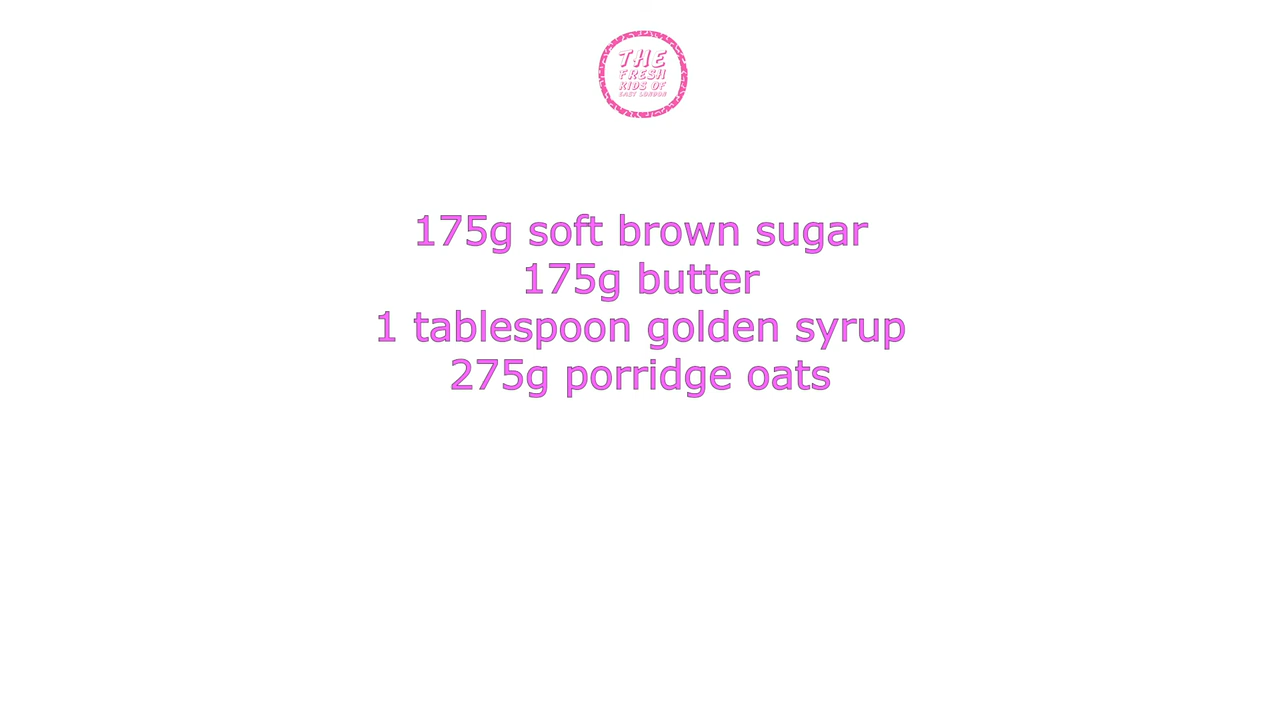 THE
FRESH
KIDS OF
EAST LONDON
175g soft brown sugar
175g butter
1 tablespoon golden syrup
275g porridge oats